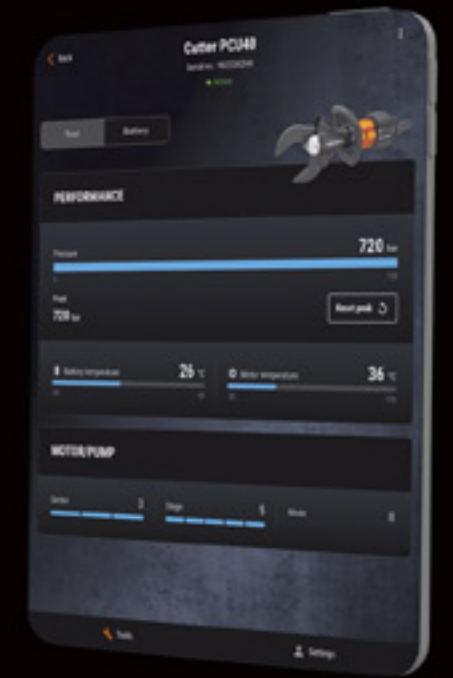 Back
Cutter PCU40
Tool Battery
PERFORMANCE
Pressure 720 bar
Peak
720 bar
Reset peak
Battery temperature 26 °C
Motor temperature 36 °C
MOTOR/PUMP
Stage
Mode
Tools Settings